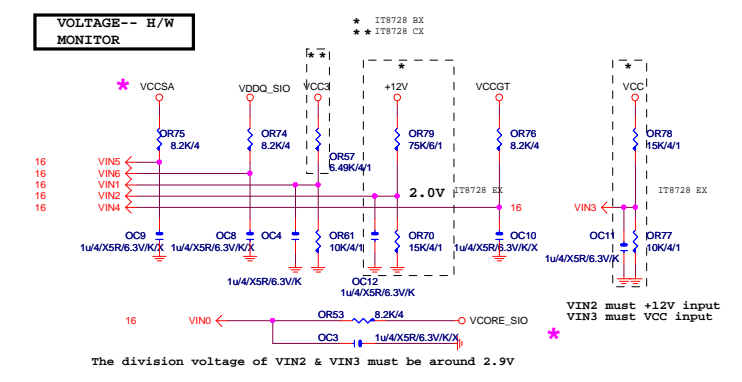 VOLTAGE-- H/W
MONITOR
* IT8728 BX
** IT8728 CX
**
*
*
*
VCCSA
VDDQ_SIO
VCC3
+12V
VCCGT
VCC
OR75
8.2K/4
OR74
8.2K/4
OR57
6.49K/4/1
OR79
75K/6/1
OR76
8.2K/4
OR78
15K/4/1
16 VIN5
16 VIN6
16 VIN1
16 VIN2
16 VIN4
2.0V
IT8728 EX
16
VIN3
IT8728 EX
OC9
1u/4/X5R/6.3V/K/X
OC8
1u/4/X5R/6.3V/K/X
OC4
1u/4/X5R/6.3V/K
OR61
10K/4/1
OC12
1u/4/X5R/6.3V/K
OR70
15K/4/1
OC10
1u/4/X5R/6.3V/K/X
OC11
1u/4/X5R/6.3V/K
OR77
10K/4/1
VIN2 must +12V input
VIN3 must VCC input
*
16 VIN0
OR53
8.2K/4
VCORE_SIO
OC3
1u/4/X5R/6.3V/K/X
The division voltage of VIN2 & VIN3 must be around 2.9V